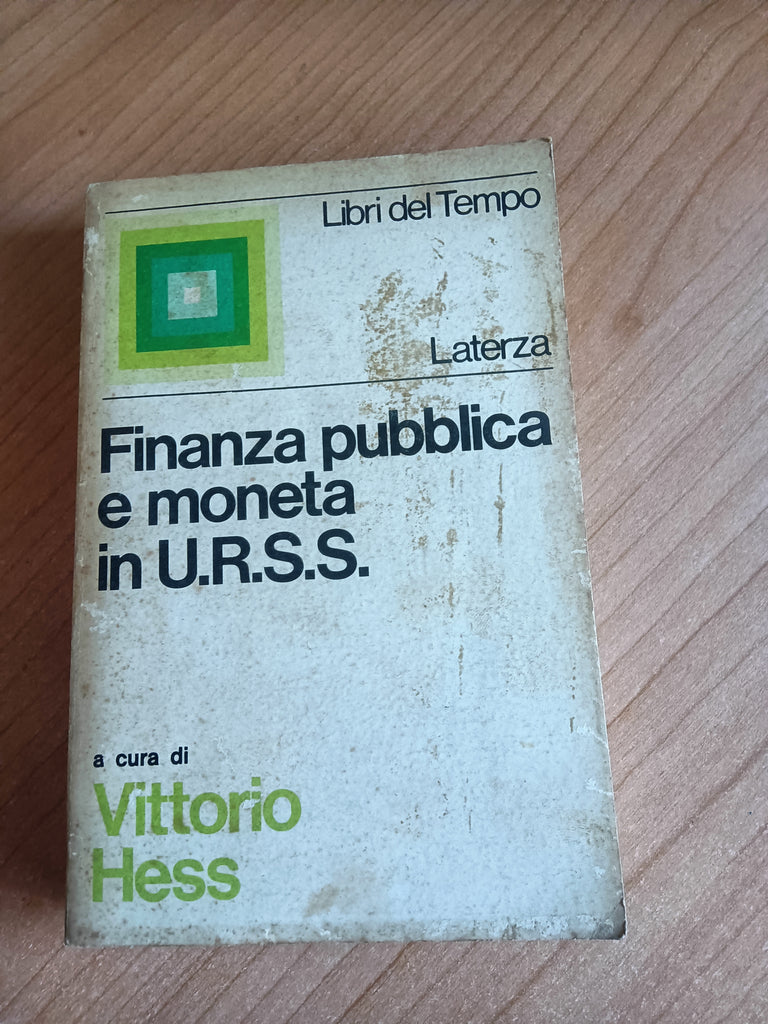 Libri del Tempo
Laterza
Finanza pubblica
e moneta
in U.R.S.S.
a cura di
Vittorio
Hess